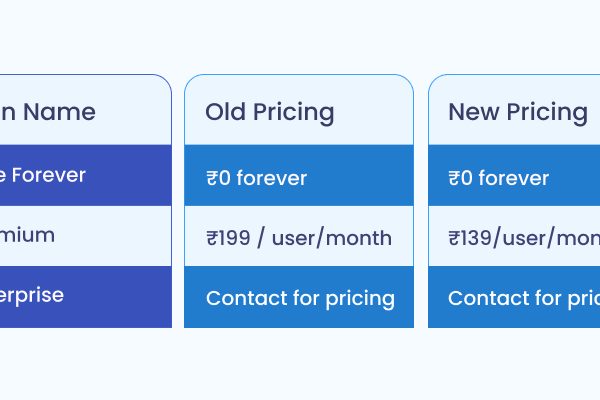 n Name Old Pricing New Pricing
e Forever ₹0 forever ₹0 forever
mium ₹199 / user/month ₹139/user/mon
erprise Contact for pricing Contact for pric